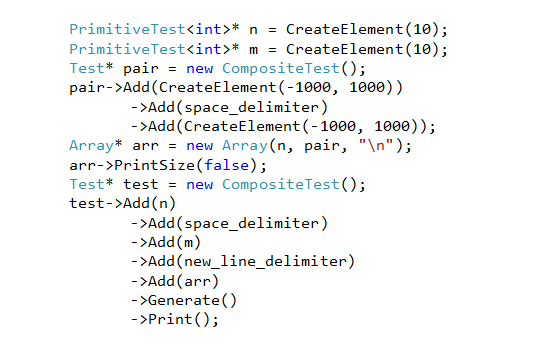 PrimitiveTest<int>* n = CreateElement(10);
PrimitiveTest<int>* m = CreateElement(10);
Test* pair = new CompositeTest();
pair->Add(CreateElement(-1000, 1000))
->Add(space_delimiter)
->Add(CreateElement(-1000, 1000));
Array* arr = new Array(n, pair, "\n");
arr->PrintSize(false);
Test* test = new CompositeTest();
test->Add(n)
->Add(space_delimiter)
->Add(m)
->Add(new_line_delimiter)
->Add(arr)
->Generate()
->Print();